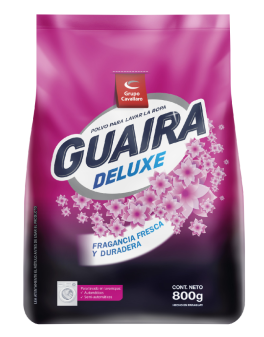 Grupo
Cavallaro
POLVO PARA LAVAR LA ROPA
GUAIRA
DELUXE
FRAGANCIA FRESCA
Y DURADERA
CONT. NETO
800g